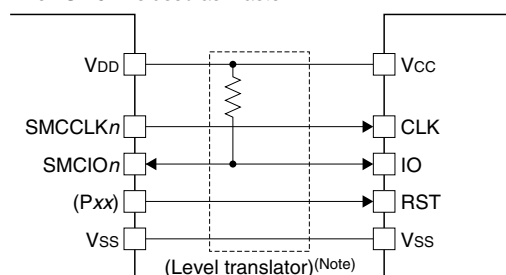 VDD VCC
SMCCLKn CLK
SMCIOn IO
(Pxx) RST
VSS VSS
(Level translator)(Note)